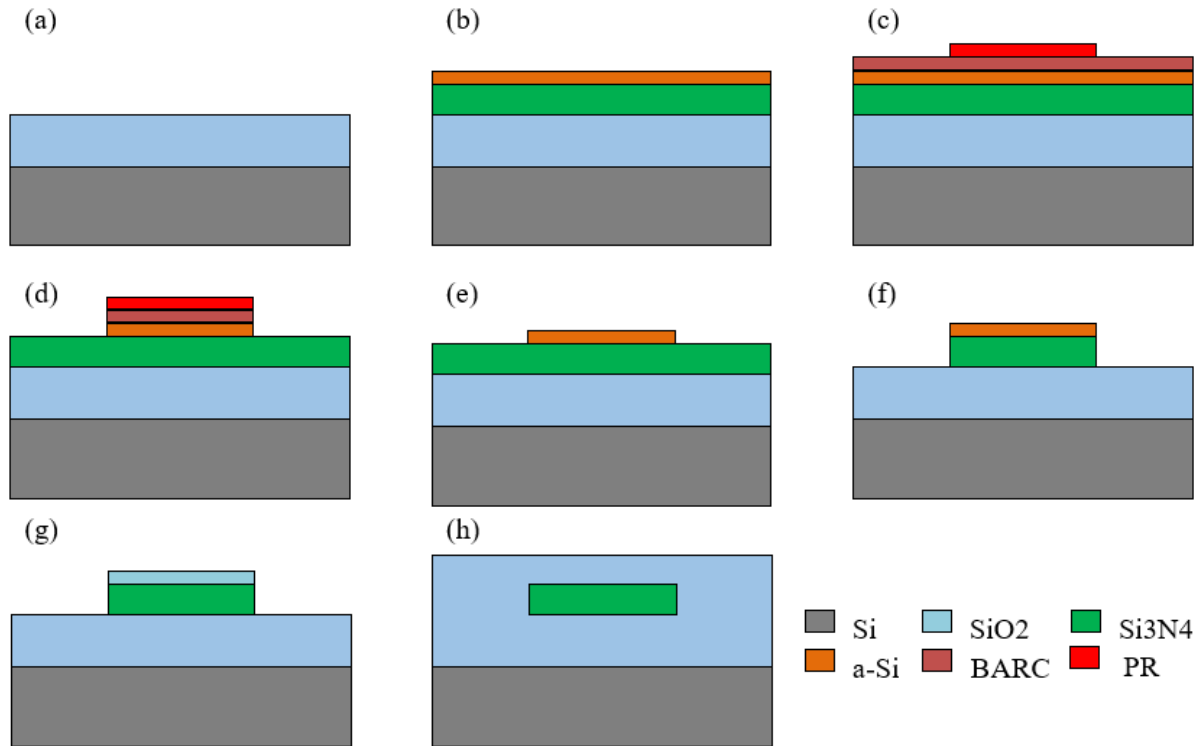 (a)
(b)
(c)
(d)
(e)
(f)
(g)
(h)
Si SiO2 Si3N4
a-Si BARC PR